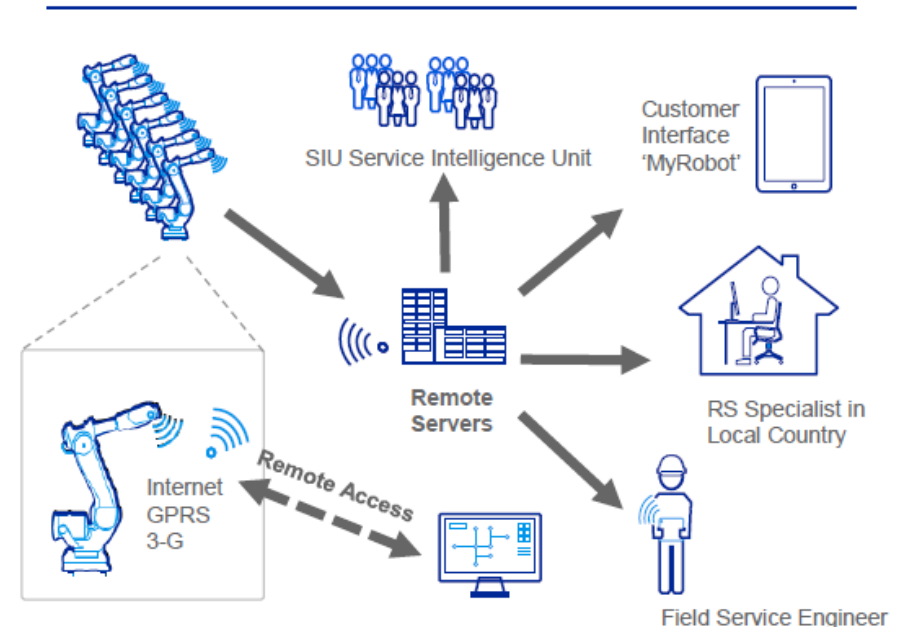 SIU Service Intelligence Unit
Customer
Interface
‘MyRobot’
Remote
Servers
RS Specialist in
Local Country
Internet
GPRS
3-G
Remote Access
Field Service Engineer